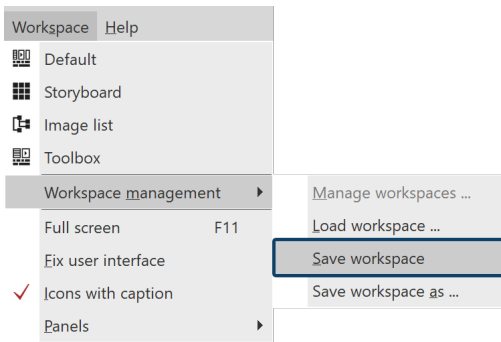 Workspace Help
Default
Storyboard
Image list
Toolbox
Workspace management
Full screen F11
Fix user interface
Icons with caption
Panels
Manage workspaces ...
Load workspace ...
Save workspace
Save workspace as ...